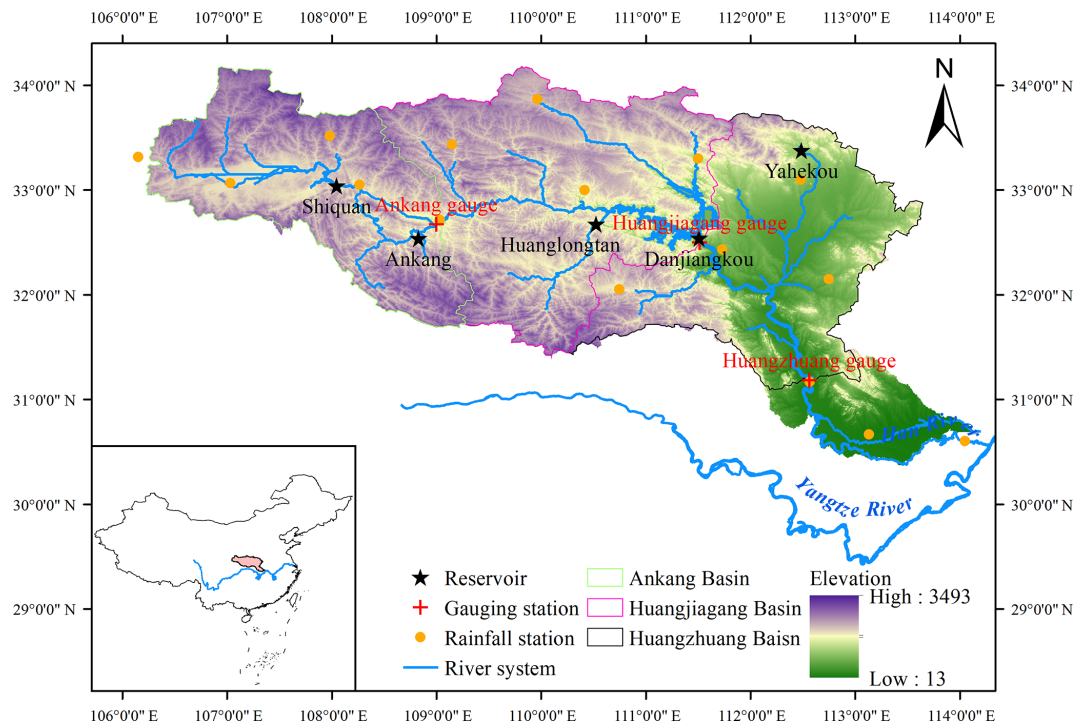 106°0'0" E 107°0'0" E 108°0'0" E 109°0'0" E 110°0'0" E 111°0'0" E 112°0'0" E 113°0'0" E 114°0'0" E
N
34°0'0" N 34°0'0" N
Yahekou
33°0'0" N 33°0'0" N
Shiquan
Ankang gauge
Huangjiagang gauge
Huanglongtan
Ankang
Danjiangkou
32°0'0" N 32°0'0" N
Huangzhuang gauge
31°0'0" N 31°0'0" N
Han River
30°0'0" N 30°0'0" N
Yangtze River
Reservoir
Ankang Basin
Elevation
High : 3493
Gauging station
Huangjiagang Basin
29°0'0" N 29°0'0" N
Rainfall station
Huangzhuang Baisn
River system
Low : 13
106°0'0" E 107°0'0" E 108°0'0" E 109°0'0" E 110°0'0" E 111°0'0" E 112°0'0" E 113°0'0" E 114°0'0" E